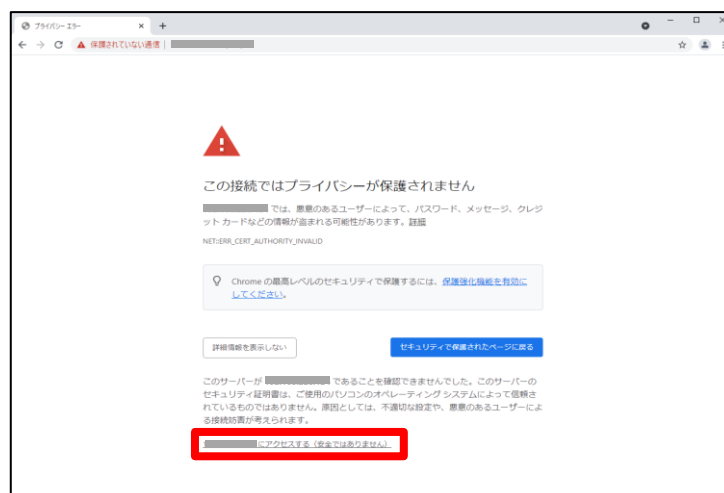 プライバシー エラー
保護されていない通信
この接続ではプライバシーが保護されません
では、悪意のあるユーザーによって、パスワード、メッセージ、クレジ
ット カードなどの情報が盗まれる可能性があります。詳細
NET::ERR_CERT_AUTHORITY_INVALID
Chrome の最高レベルのセキュリティで保護するには、保護強化機能を有効に
してください。
詳細情報を表示しない
セキュリティで保護されたページに戻る
このサーバーが であることを確認できませんでした。このサーバーの
セキュリティ証明書は、ご使用のパソコンのオペレーティング システムによって信頼さ
れているものではありません。原因としては、不適切な設定や、悪意のあるユーザーによ
る接続妨害が考えられます。
にアクセスする（安全ではありません）